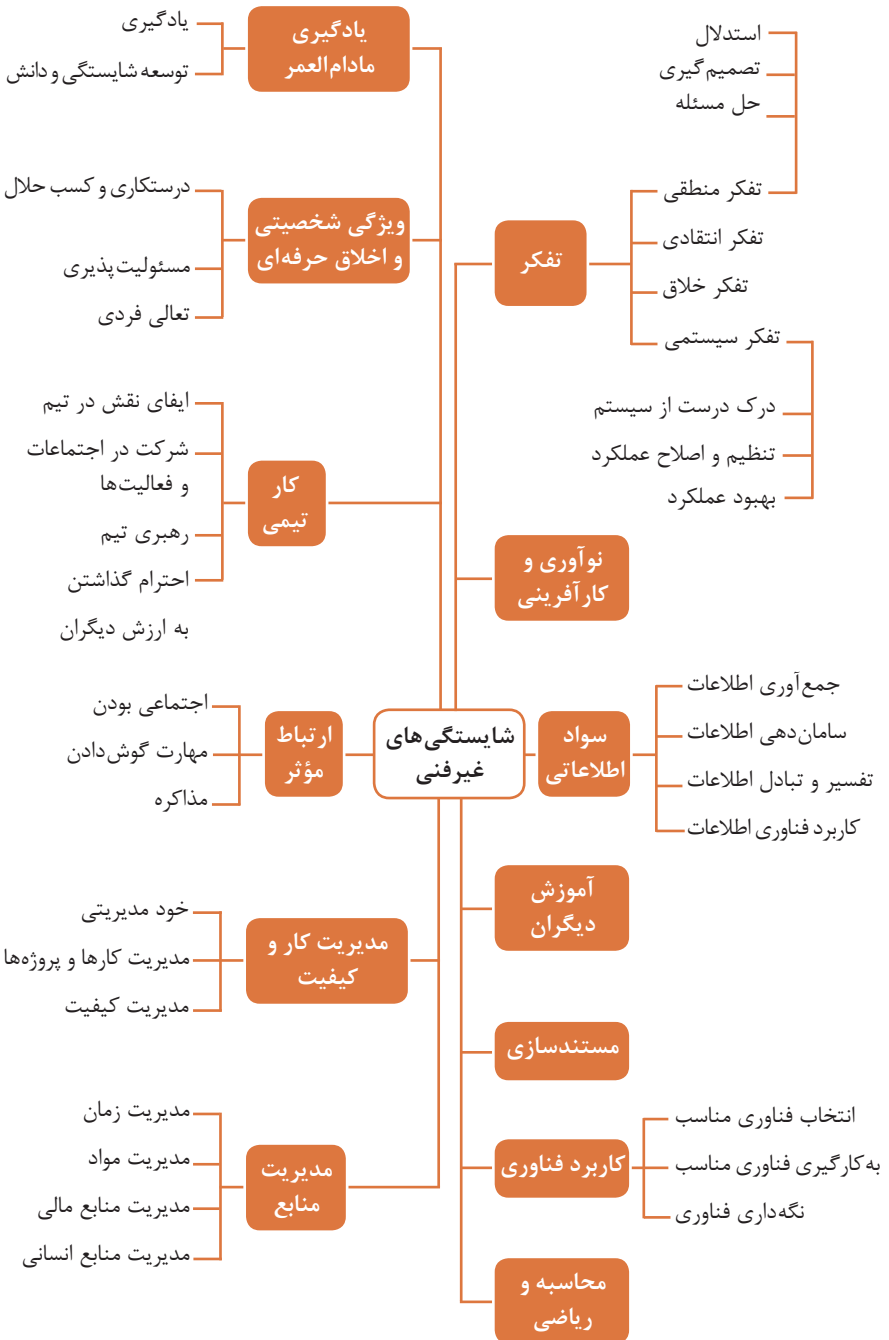 استدلال
تصمیم‌گیری
حل مسئله
تفکر
تفکر منطقی
تفکر انتقادی
تفکر خلاق
تفکر سیستمی
درک درست از سیستم
تنظیم و اصلاح عملکرد
بهبود عملکرد
نوآوری و
کارآفرینی
شایستگی‌های
غیرفنی
سواد
اطلاعاتی
جمع‌آوری اطلاعات
سامان‌دهی اطلاعات
تفسیر و تبادل اطلاعات
کاربرد فناوری اطلاعات
آموزش
دیگران
مستندسازی
کاربرد فناوری
انتخاب فناوری مناسب
به‌کارگیری فناوری مناسب
نگه‌داری فناوری
محاسبه و
ریاضی
یادگیری
مادام‌العمر
یادگیری
توسعه شایستگی و دانش
ویژگی شخصیتی
و اخلاق حرفه‌ای
درستکاری و کسب حلال
مسئولیت‌پذیری
تعالی فردی
کار
تیمی
ایفای نقش در تیم
شرکت در اجتماعات
و فعالیت‌ها
رهبری تیم
احترام گذاشتن
به ارزش دیگران
ارتباط
مؤثر
اجتماعی بودن
مهارت گوش‌دادن
مذاکره
مدیریت کار و
کیفیت
خود مدیریتی
مدیریت کارها و پروژه‌ها
مدیریت کیفیت
مدیریت
منابع
مدیریت زمان
مدیریت مواد
مدیریت منابع مالی
مدیریت منابع انسانی